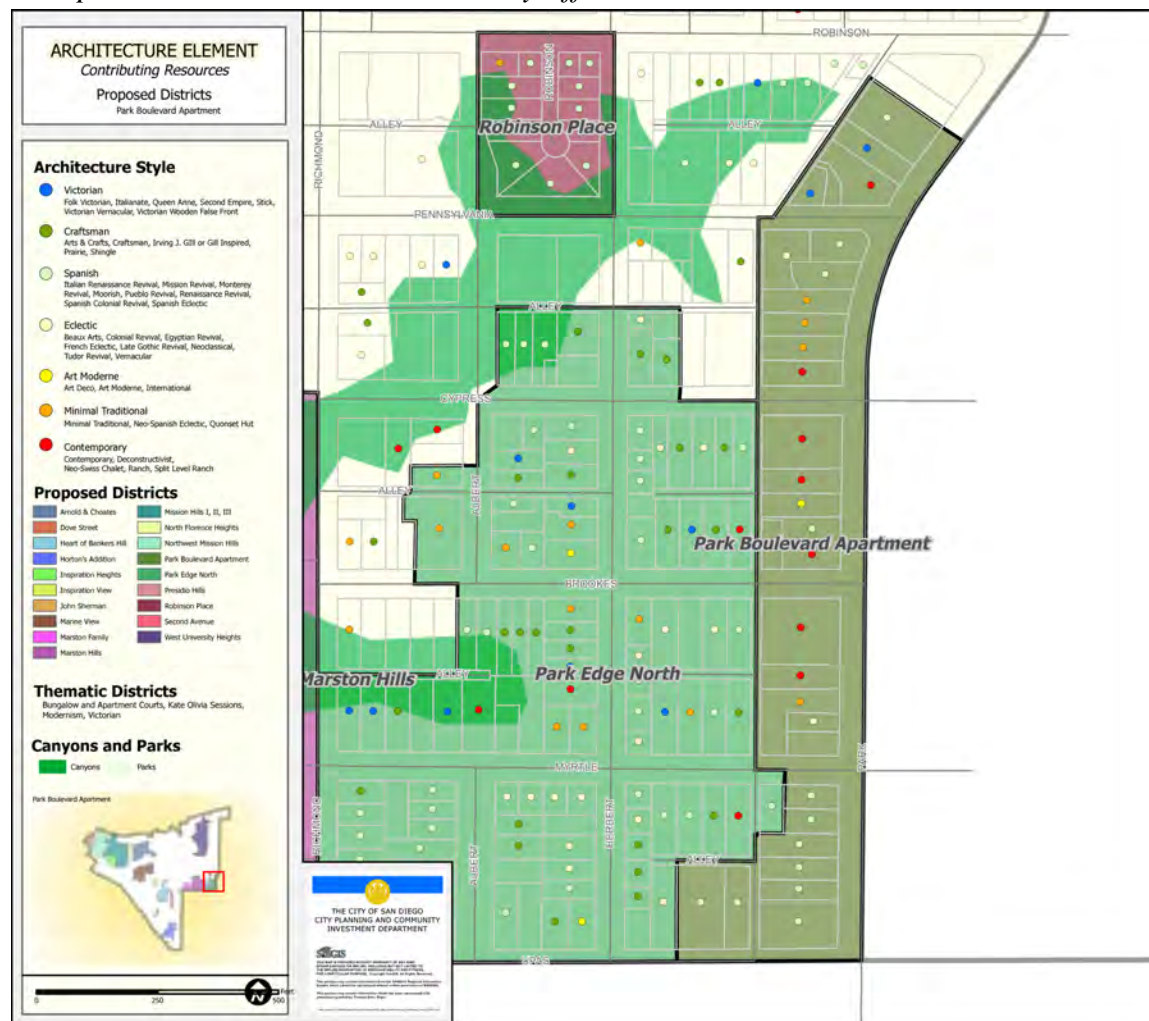 ARCHITECTURE ELEMENT
Contributing Resources
Proposed Districts
Park Boulevard Apartment
Architecture Style
Victorian
Folk Victorian, Italianate, Queen Anne, Second Empire, Stick,
Victorian Vernacular, Victorian Wooden False Front
Craftsman
Arts & Crafts, Craftsman, Irving J. Gill or Gill Inspired,
Prairie, Shingle
Spanish
Italian Renaissance Revival, Mission Revival, Monterey
Revival, Moorish, Pueblo Revival, Renaissance Revival,
Spanish Colonial Revival, Spanish Eclectic
Eclectic
Beaux Arts, Colonial Revival, Egyptian Revival,
French Eclectic, Late Gothic Revival, Neoclassical,
Tudor Revival, Vernacular
Art Moderne
Art Deco, Art Moderne, International
Minimal Traditional
Minimal Traditional, Neo-Spanish Eclectic, Quonset Hut
Contemporary
Contemporary, Deconstructivist,
Neo-Swiss Chalet, Ranch, Split Level Ranch
Proposed Districts
Arnold & Choates
Dove Street
Heart of Bankers Hill
Horton's Addition
Inspiration Heights
Inspiration View
John Sherman
Marine View
Marston Family
Marston Hills
Mission Hills I, II, III
North Florence Heights
Northwest Mission Hills
Park Boulevard Apartment
Park Edge North
Presidio Hills
Robinson Place
Second Avenue
West University Heights
Thematic Districts
Bungalow and Apartment Courts, Kate Olivia Sessions,
Modernism, Victorian
Canyons and Parks
Canyons
Parks
Park Boulevard Apartment
Feet
N
0 250 500
ROBINSON
ROBINSON
RICHMOND
ALLEY
Robinson Place
ALLEY
PENNSYLVANIA
ALLEY
CYPRESS
ALLEY
ALBERT
Park Boulevard Apartment
BROOKES
Marston Hills
ALLEY
Park Edge North
PARK
MYRTLE
RICHMOND
ALBERT
HERBERT
ALLEY
UPAS
THE CITY OF SAN DIEGO
CITY PLANNING AND COMMUNITY
INVESTMENT DEPARTMENT
SanGIS